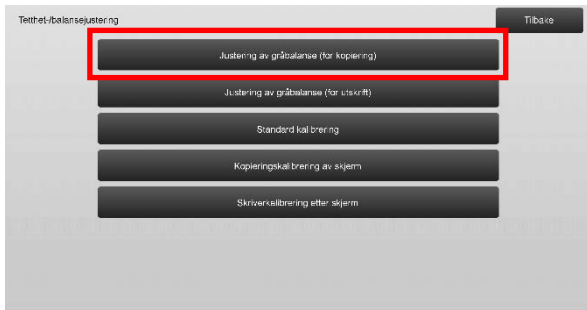 Tetthet-/balansejustering
Tilbake
Justering av gråbalanse (for kopiering)
Justering av gråbalanse (for utskrift)
Standard kalibrering
Kopieringskalibrering av skjerm
Skriverkalibrering etter skjerm